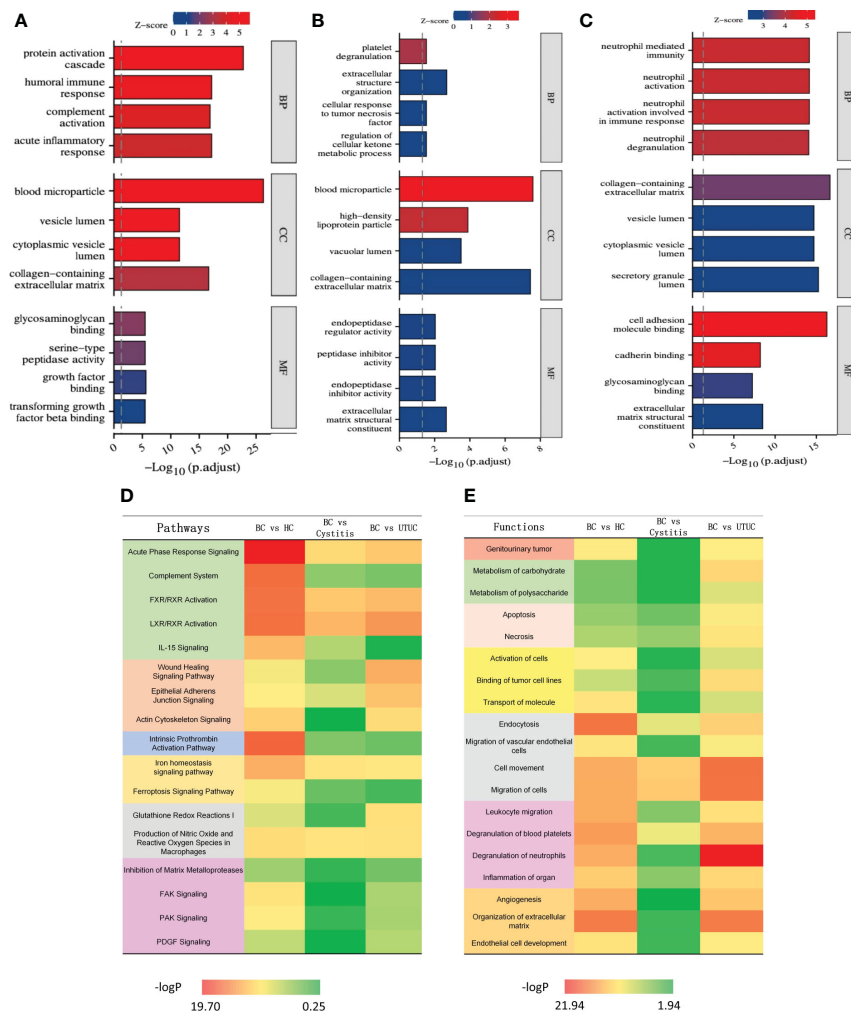 A
Z-score
0 1 2 3 4 5
protein activation
cascade
humoral immune
response
complement
activation
acute inflammatory
response
BP
blood microparticle
vesicle lumen
cytoplasmic vesicle
lumen
collagen-containing
extracellular matrix
CC
glycosaminoglycan
binding
serine-type
peptidase activity
growth factor
binding
transforming growth
factor beta binding
MF
0 5 10 15 20 25
-Log10 (p.adjust)
B
Z-score
0 1 2 3
platelet
degranulation
extracellular
structure
organization
cellular response
to tumor necrosis
factor
regulation of
cellular ketone
metabolic process
BP
blood microparticle
high-density
lipoprotein particle
vacuolar lumen
collagen-containing
extracellular matrix
CC
endopeptidase
regulator activity
peptidase inhibitor
activity
endopeptidase
inhibitor activity
extracellular
matrix structural
constituent
MF
0 2 4 6 8
-Log10 (p.adjust)
C
Z-score
3 4 5
neutrophil mediated
immunity
neutrophil
activation
neutrophil
activation involved
in immune response
neutrophil
degranulation
BP
collagen-containing
extracellular matrix
vesicle lumen
cytoplasmic vesicle
lumen
secretory granule
lumen
CC
cell adhesion
molecule binding
cadherin binding
glycosaminoglycan
binding
extracellular
matrix structural
constituent
MF
0 5 10 15
-Log10 (p.adjust)
D
Pathways BC vs HC BC vs Cystitis BC vs UTUC
Acute Phase Response Signaling
Complement System
FXR/RXR Activation
LXR/RXR Activation
IL-15 Signaling
Wound Healing
Signaling Pathway
Epithelial Adherens
Junction Signaling
Actin Cytoskeleton Signaling
Intrinsic Prothrombin
Activation Pathway
Iron homeostasis
signaling pathway
Ferroptosis Signaling Pathway
Glutathione Redox Reactions I
Production of Nitric Oxide and
Reactive Oxygen Species in
Macrophages
Inhibition of Matrix Metalloproteases
FAK Signaling
PAK Signaling
PDGF Signaling
-logP
19.70 0.25
E
Functions BC vs HC BC vs Cystitis BC vs UTUC
Genitourinary tumor
Metabolism of carbohydrate
Metabolism of polysaccharide
Apoptosis
Necrosis
Activation of cells
Binding of tumor cell lines
Transport of molecule
Endocytosis
Migration of vascular endothelial
cells
Cell movement
Migration of cells
Leukocyte migration
Degranulation of blood platelets
Degranulation of neutrophils
Inflammation of organ
Angiogenesis
Organization of extracellular
matrix
Endothelial cell development
-logP
21.94 1.94